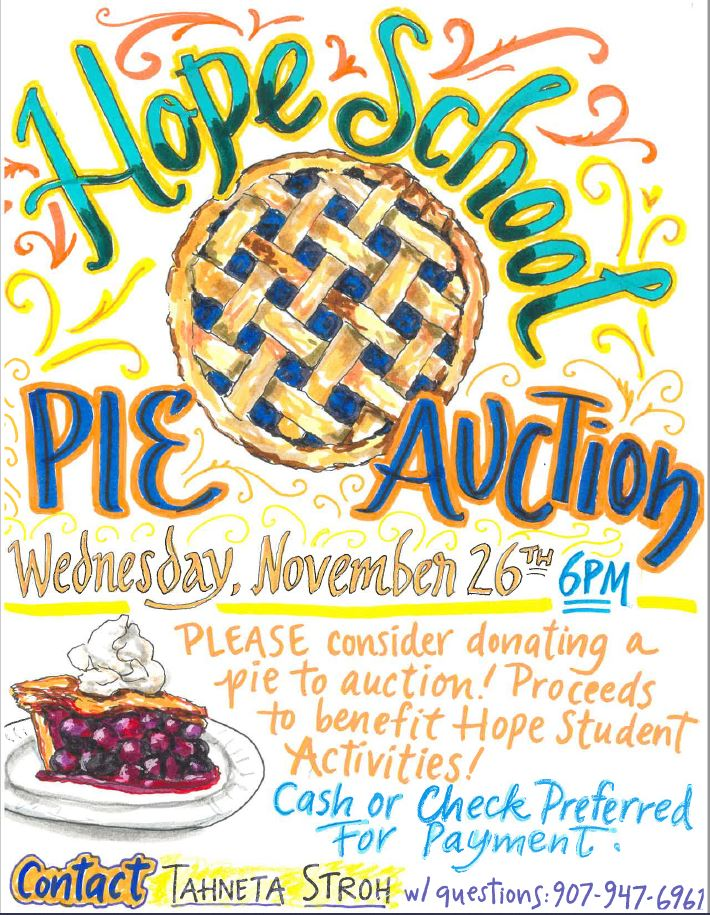 Hope School
PIE AUCTION
Wednesday, November 26TH 6PM
PLEASE consider donating a
pie to auction! Proceeds
to benefit Hope Student
Activities!
Cash or Check Preferred
For Payment.
Contact TAHNETA STROH w/ questions: 907-947-6961